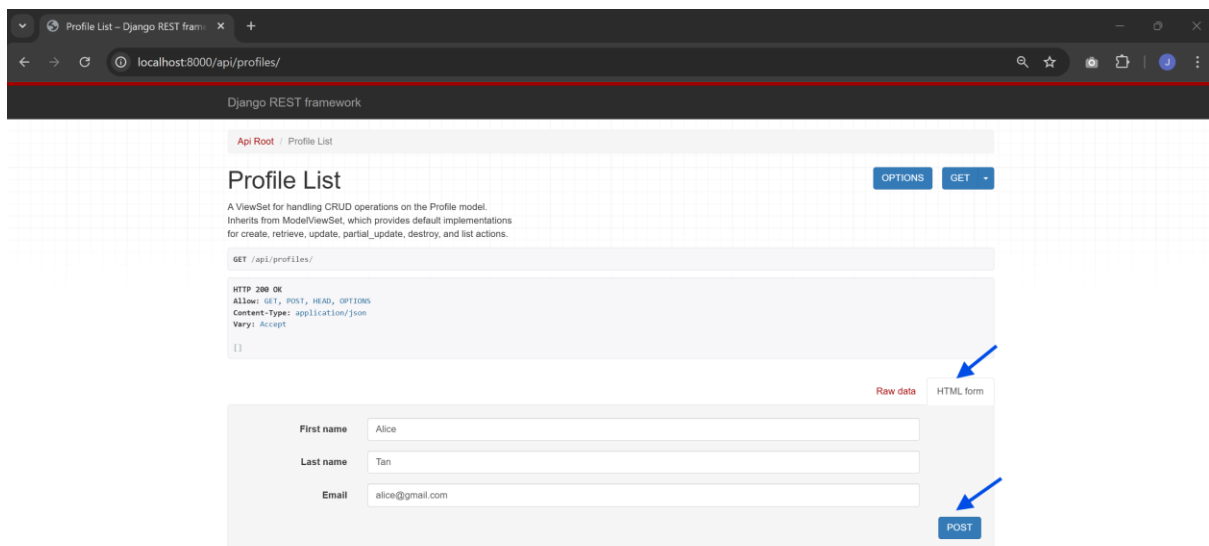 Profile List – Django REST fram
localhost:8000/api/profiles/
J
Django REST framework
Api Root / Profile List
Profile List
OPTIONS
GET
A ViewSet for handling CRUD operations on the Profile model.
Inherits from ModelViewSet, which provides default implementations
for create, retrieve, update, partial_update, destroy, and list actions.
GET /api/profiles/
HTTP 200 OK
Allow: GET, POST, HEAD, OPTIONS
Content-Type: application/json
Vary: Accept
[]
Raw data
HTML form
First name
Alice
Last name
Tan
Email
alice@gmail.com
POST